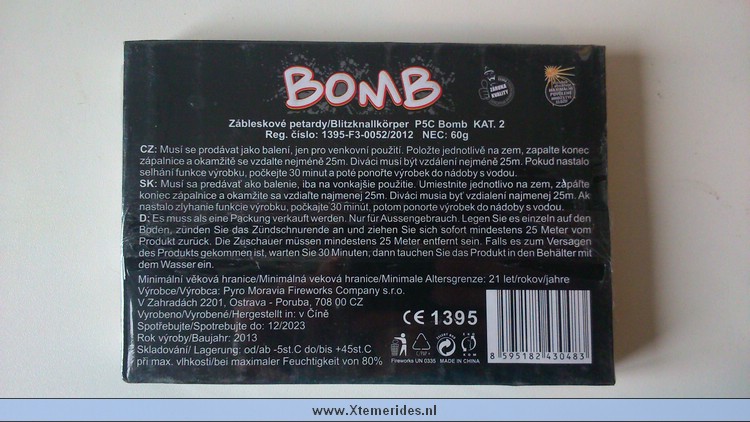 BOMB
ZÁRUKA
KVALITY
Zábleskové petardy/Blitzknallkörper P5C Bomb KAT. 2
Reg. číslo: 1395-F3-0052/2012 NEC: 60g
CZ: Musí se prodávat jako balení, jen pro venkovní použití. Položte jednotlivě na zem, zapalte konec
zápalnice a okamžitě se vzdalte nejméně 25m. Diváci musí být vzdálení nejméně 25m. Pokud nastalo
selhání funkce výrobku, počkejte 30 minut a poté ponořte výrobek do nádoby s vodou.
SK: Musí sa predávať ako balenie, iba na vonkajšie použitie. Umiestnite jednotlivo na zem, zapáľte
koniec zápalnice a okamžite sa vzdiaľte najmenej 25m. Diváci musia byť vzdialení najmenej 25m. Ak
nastalo zlyhanie funkcie výrobku, počkajte 30 minút, potom ponorte výrobek do nádoby s vodou.
D: Es muss als eine Packung verkauft werden. Nur für Aussengebrauch. Legen Sie es einzeln auf den
Boden, zünden Sie das Zündschnurende an und ziehen Sie sich sofort mindestens 25 Meter vom
Produkt zurück. Die Zuschauer müssen mindestens 25 Meter entfernt sein. Falls es zum Versagen
des Produkts gekommen ist, warten Sie 30 Minuten, dann tauchen Sie das Produkt in den Behälter mit
dem Wasser ein.
Minimální věková hranice/Minimálná veková hranice/Minimale Altersgrenze: 21 let/rokov/jahre
Výrobce/Výrobca: Pyro Moravia Fireworks Company s.r.o.
V Zahradách 2201, Ostrava - Poruba, 708 00 CZ
Vyrobeno/Vyrobené/Hergestellt in: v Číně
Spotřebujte/Spotrebujte do: 12/2023
Rok výroby/Baujahr: 2013
Skladování/ Lagerung: od/ab -5st.C do/bis +45st.C
při max. vlhkosti/bei maximaler Feuchtigkeit von 80%
CE 1395
Fireworks UN 0335
MADE IN CHINA
8 595182 430483
www.Xtemerides.nl